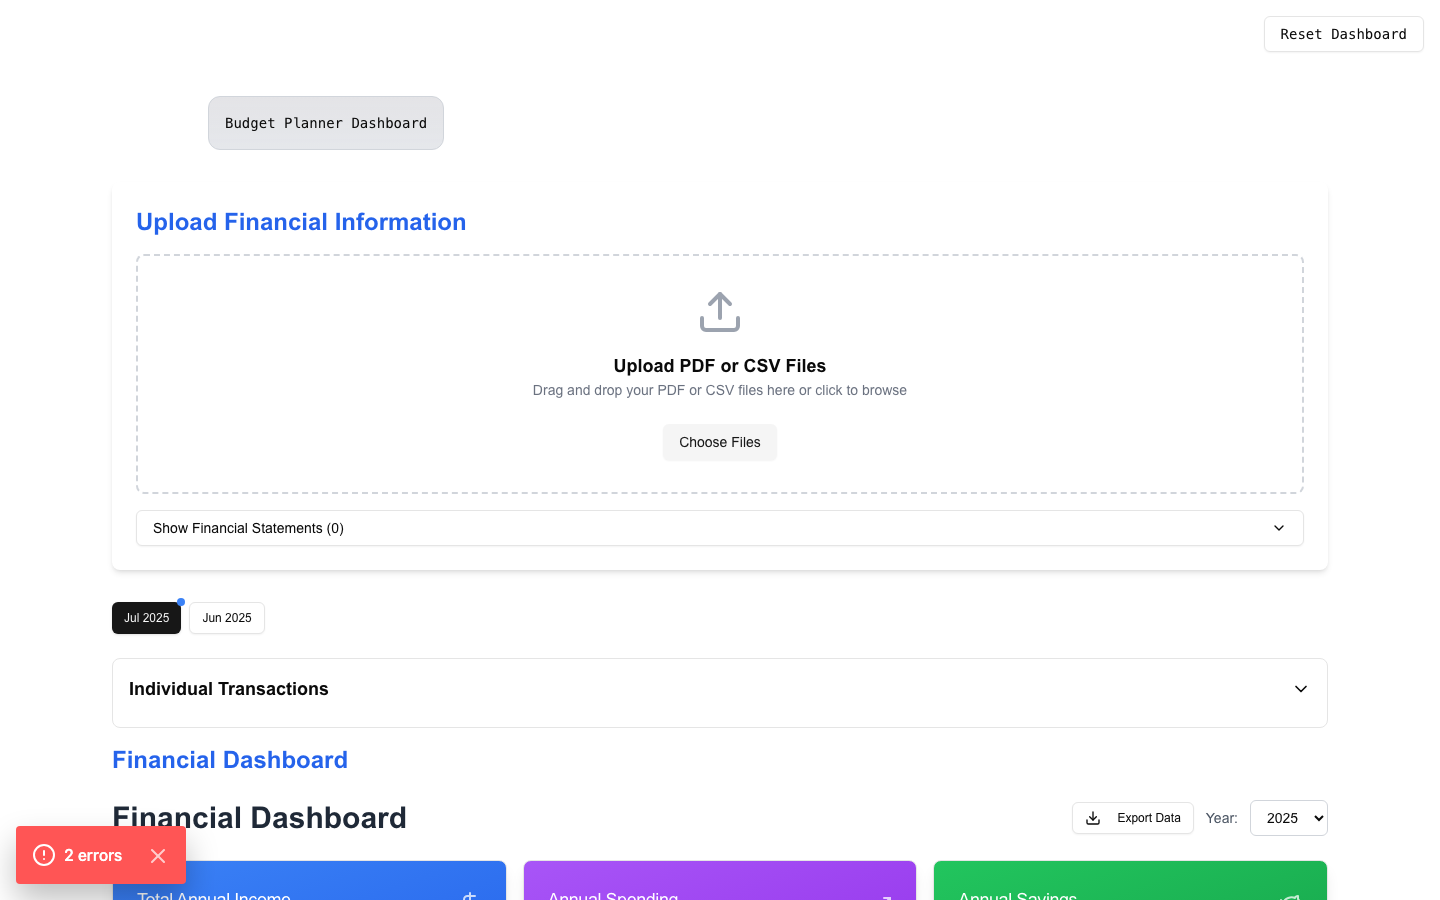 Reset Dashboard
Budget Planner Dashboard
Upload Financial Information
Upload PDF or CSV Files
Drag and drop your PDF or CSV files here or click to browse
Choose Files
Show Financial Statements (0)
Jul 2025
Jun 2025
Individual Transactions
Financial Dashboard
Financial Dashboard
Export Data
Year:
2025
2 errors
Total Annual Income
Annual Spending
Annual Savings